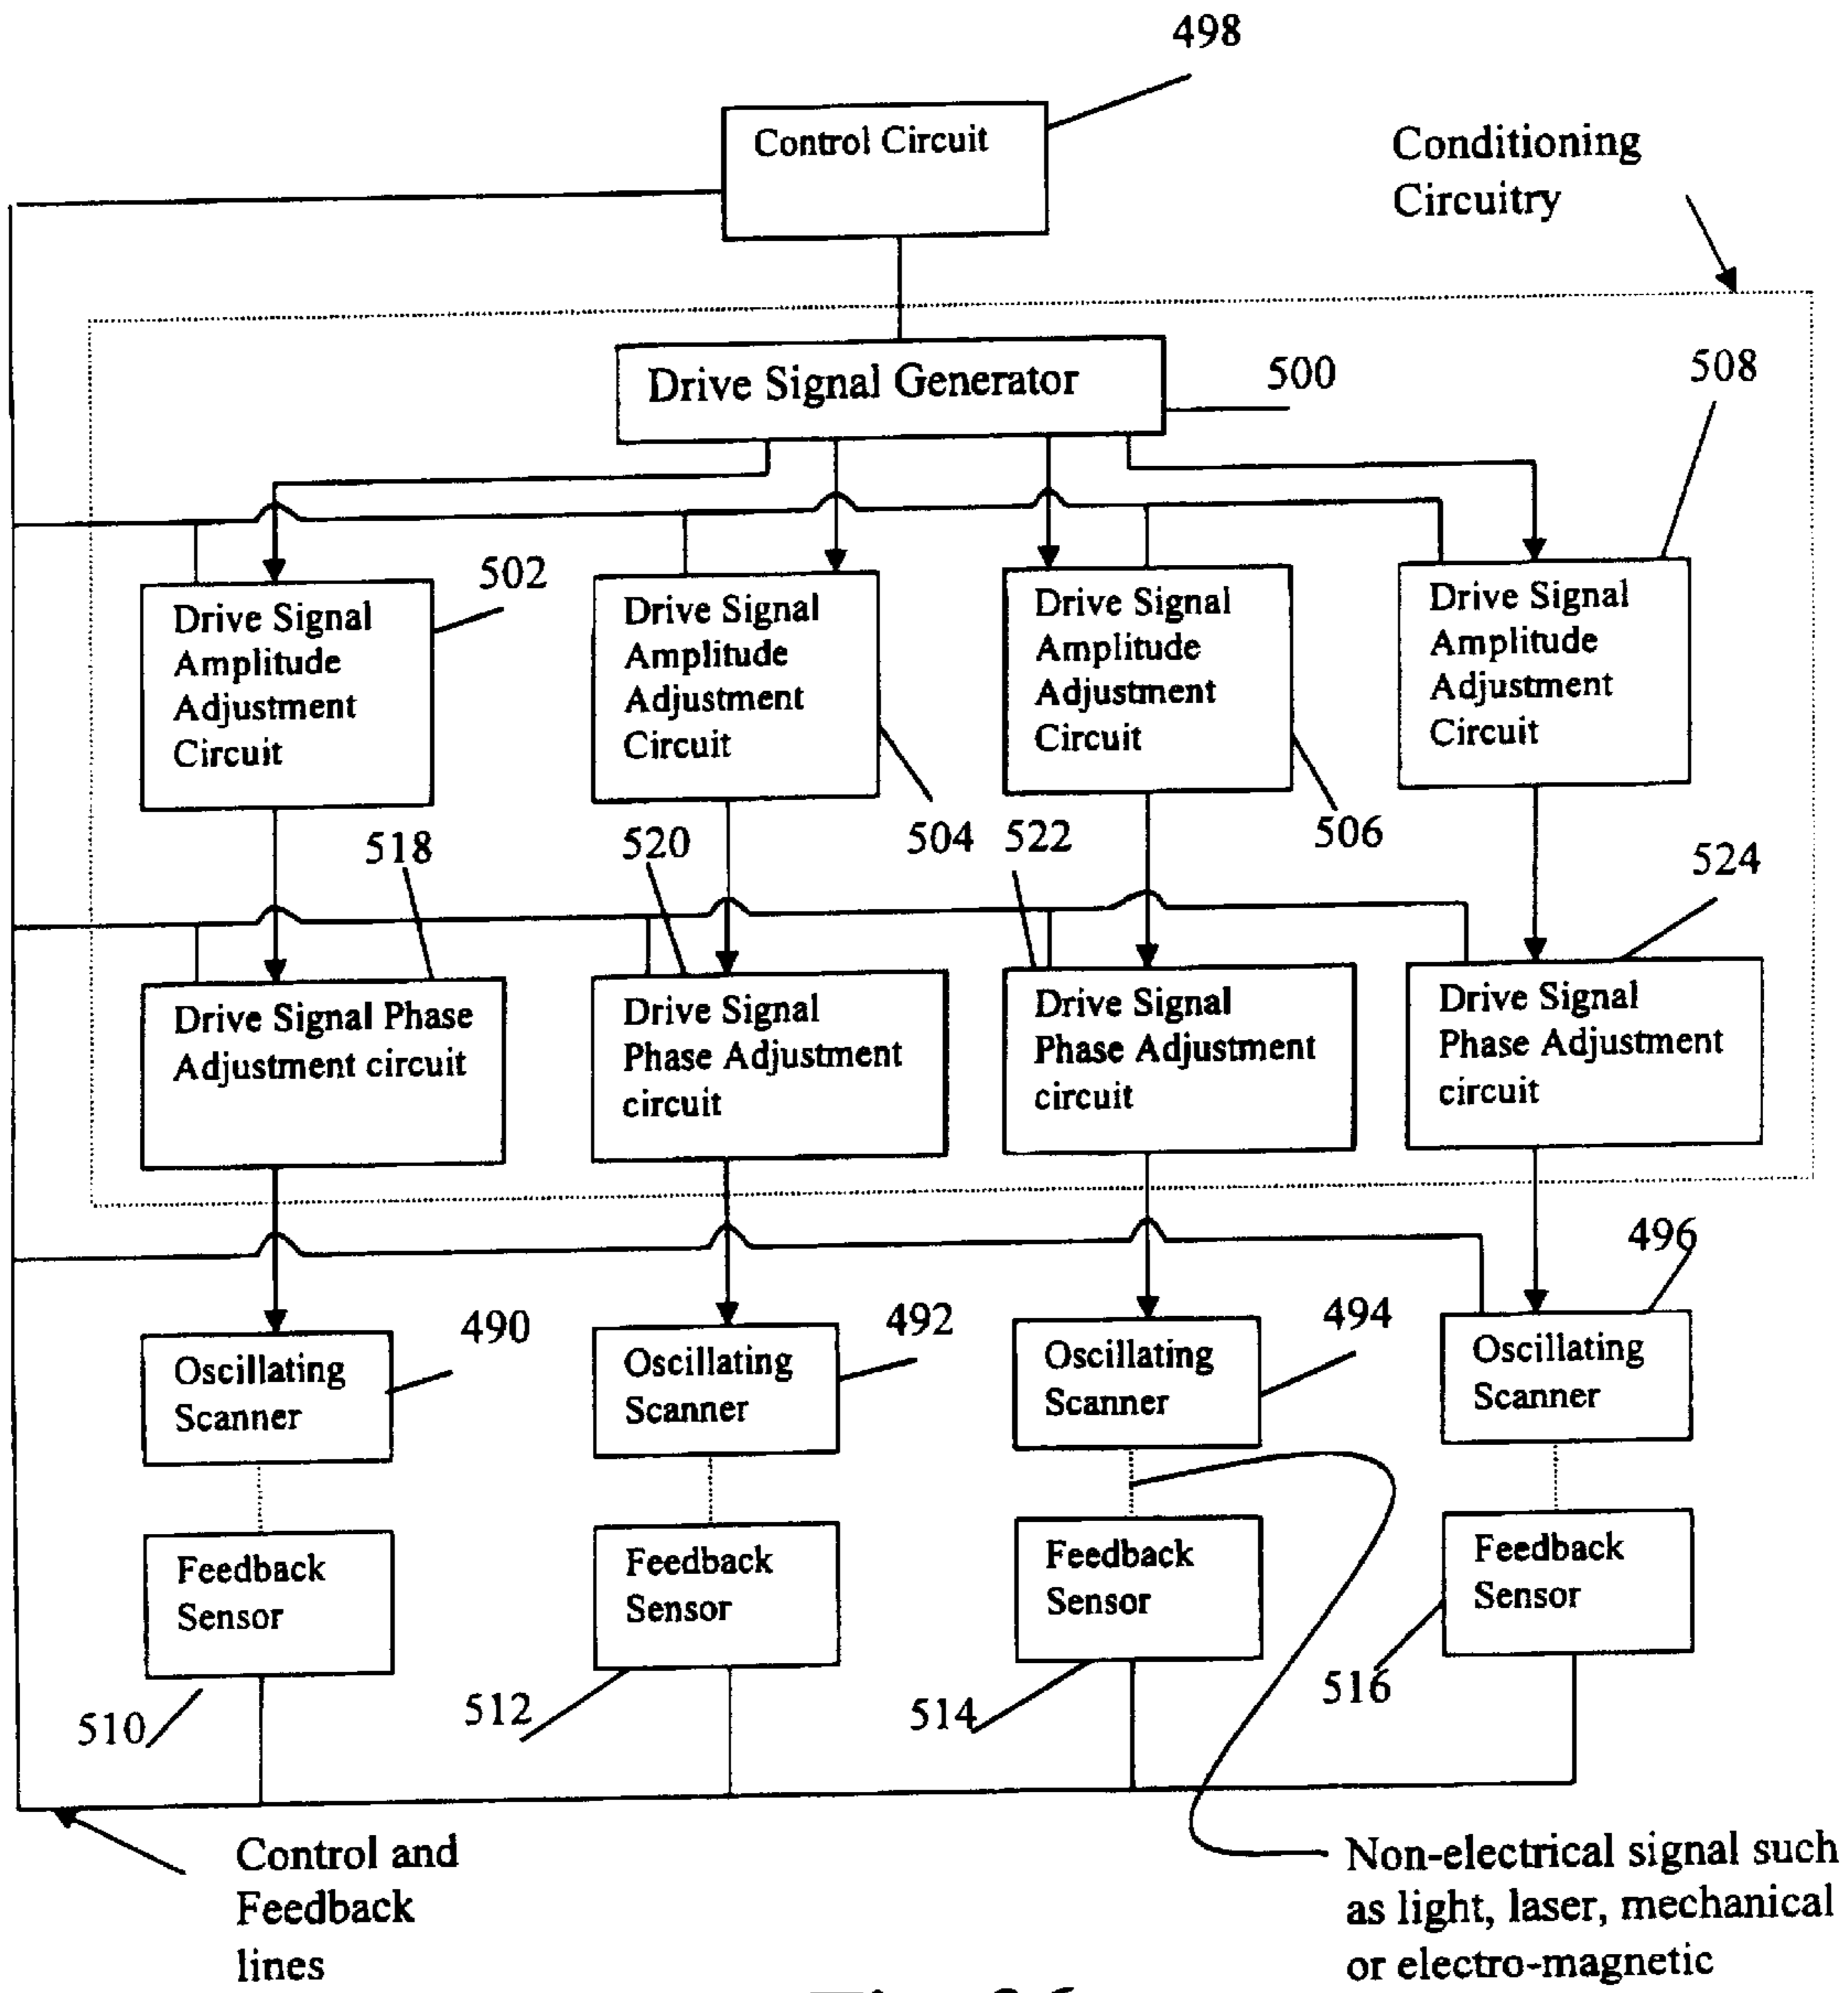 498
Control Circuit
Conditioning
Circuitry
Drive Signal Generator
500
508
502
Drive Signal
Amplitude
Adjustment
Circuit
Drive Signal
Amplitude
Adjustment
Circuit
Drive Signal
Amplitude
Adjustment
Circuit
Drive Signal
Amplitude
Adjustment
Circuit
518
520
504
522
506
524
Drive Signal Phase
Adjustment circuit
Drive Signal
Phase Adjustment
circuit
Drive Signal
Phase Adjustment
circuit
Drive Signal
Phase Adjustment
circuit
490
492
494
496
Oscillating
Scanner
Oscillating
Scanner
Oscillating
Scanner
Oscillating
Scanner
Feedback
Sensor
Feedback
Sensor
Feedback
Sensor
Feedback
Sensor
510
512
514
516
Control and
Feedback
lines
Non-electrical signal such
as light, laser, mechanical
or electro-magnetic